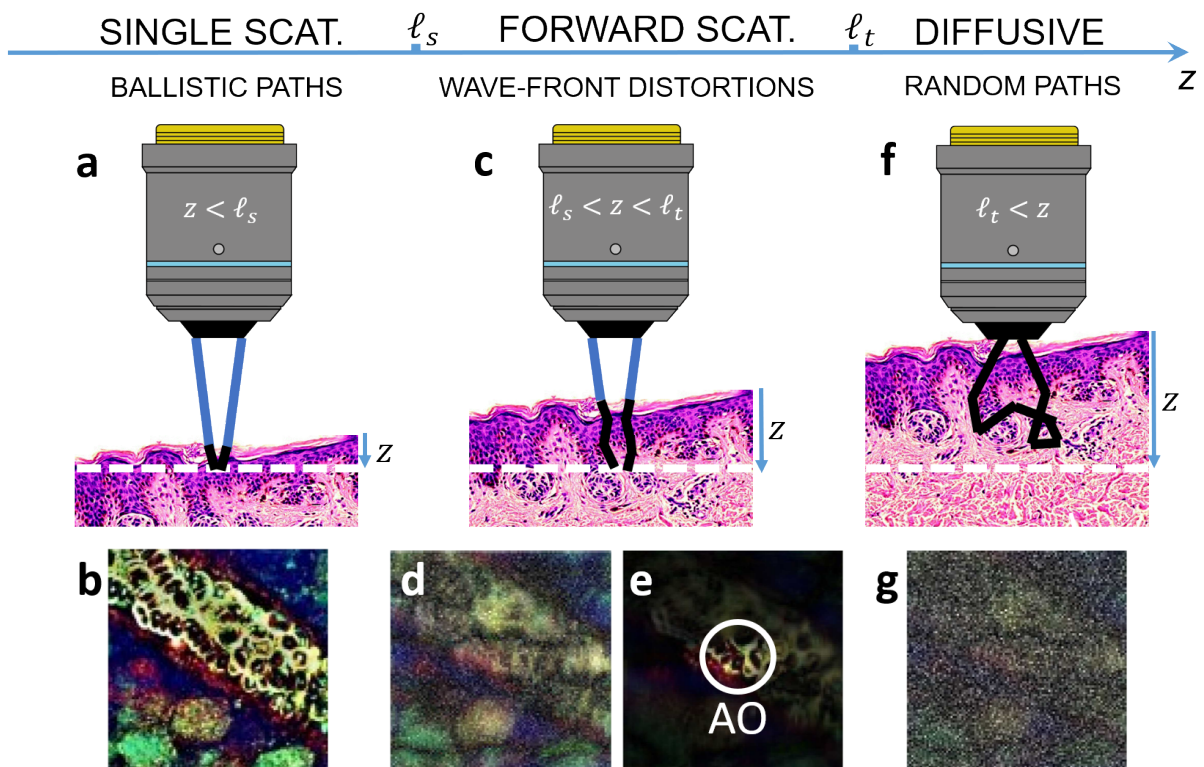 SINGLE SCAT. ℓs FORWARD SCAT. ℓt DIFFUSIVE
BALLISTIC PATHS WAVE-FRONT DISTORTIONS RANDOM PATHS z
a c f
z < ℓs ℓs < z < ℓt ℓt < z
z z z
b d e g
AO